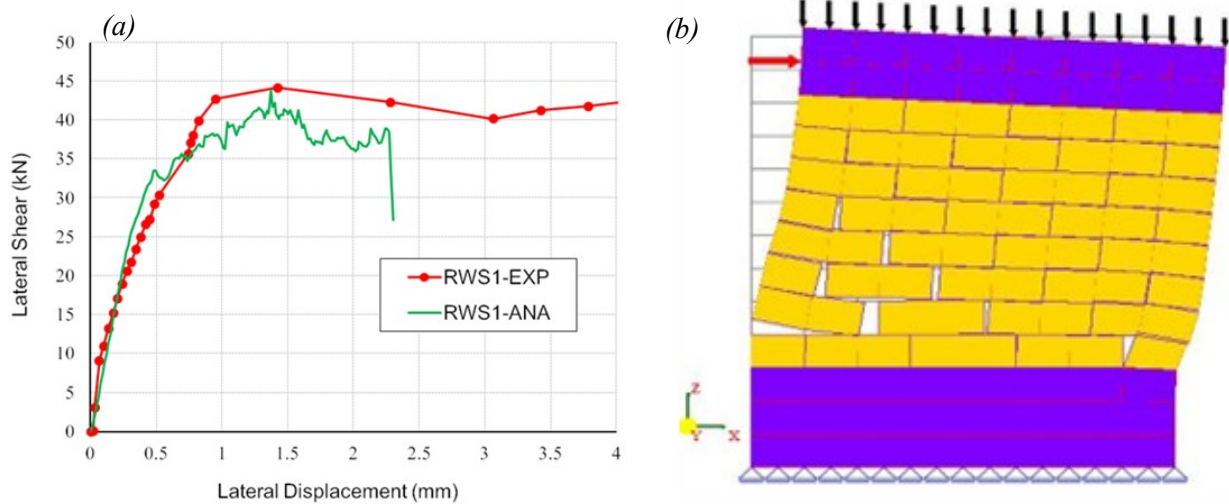 (a)
50
45
40
35
30
25
20
15
10
5
0
Lateral Shear (kN)
RWS1-EXP
RWS1-ANA
0 0.5 1 1.5 2 2.5 3 3.5 4
Lateral Displacement (mm)
(b)
Z
Y X